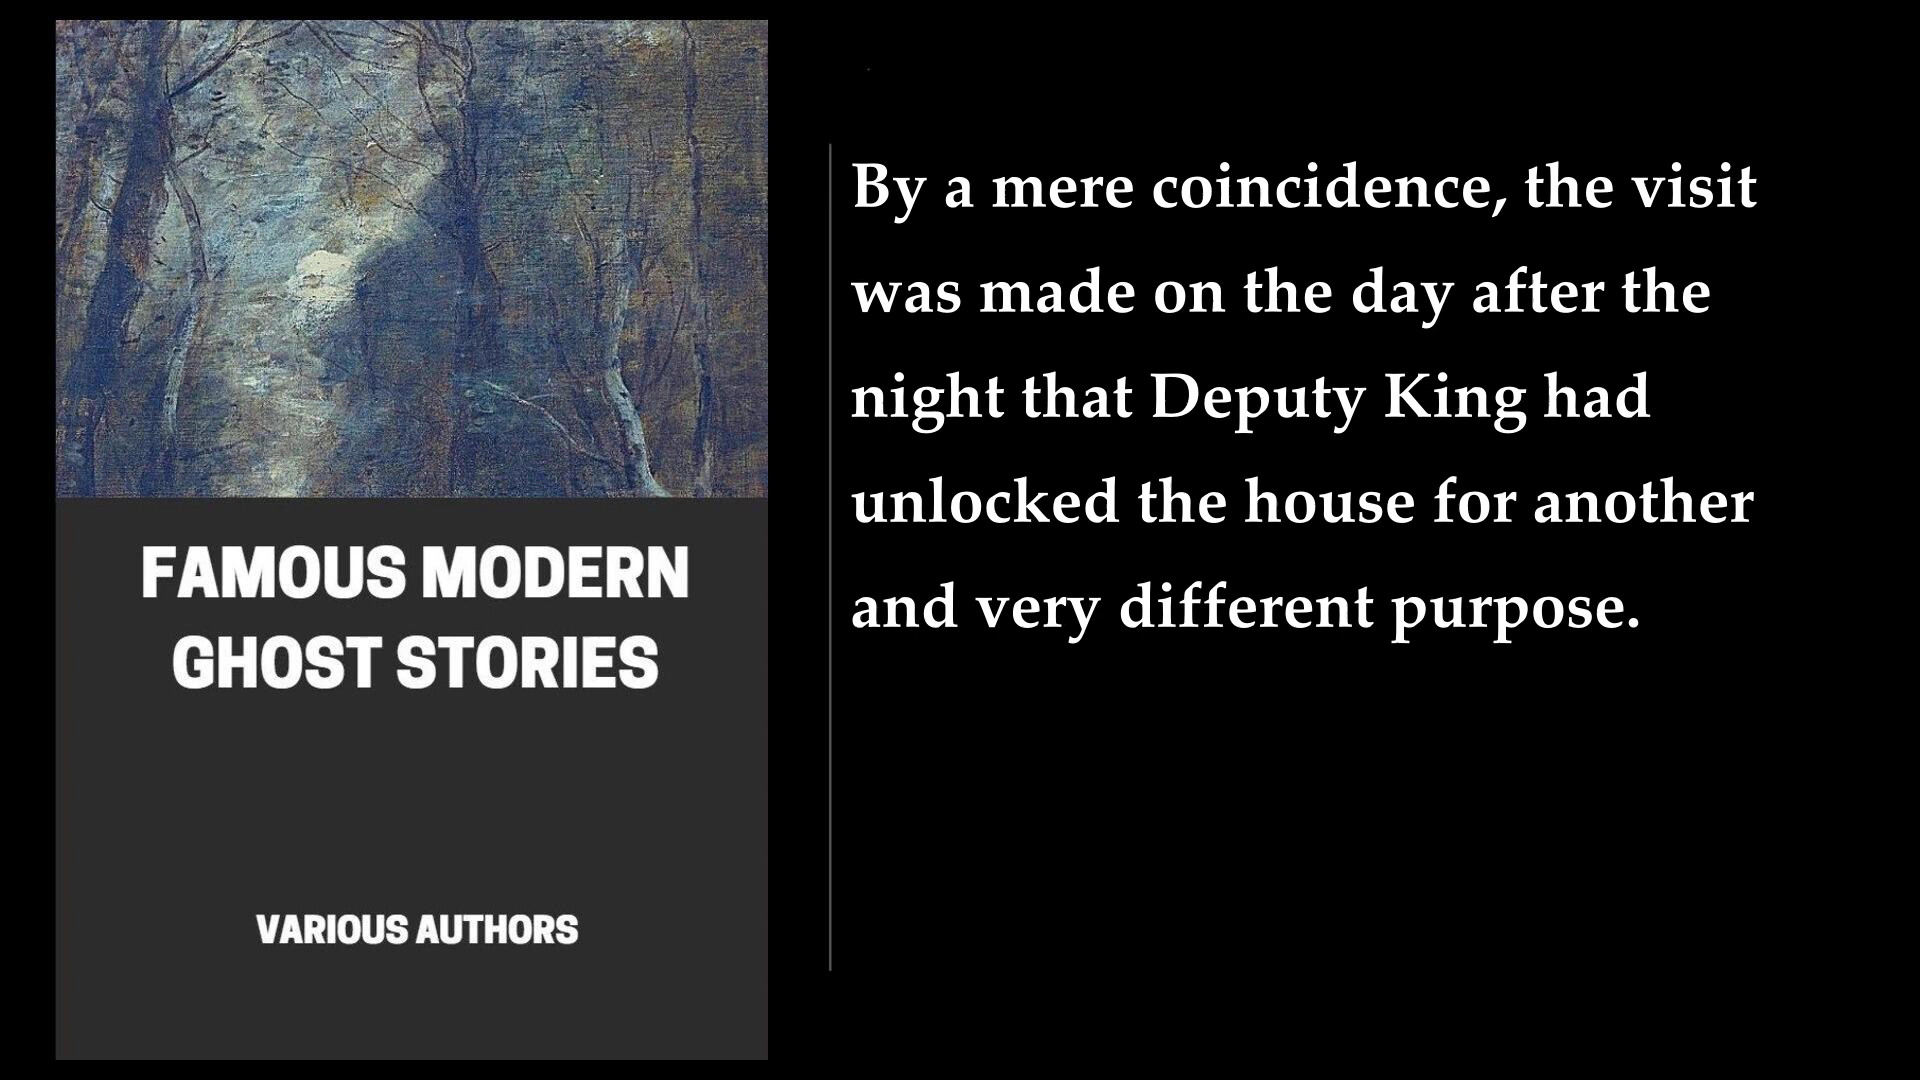 FAMOUS MODERN
GHOST STORIES
VARIOUS AUTHORS
By a mere coincidence, the visit
was made on the day after the
night that Deputy King had
unlocked the house for another
and very different purpose.